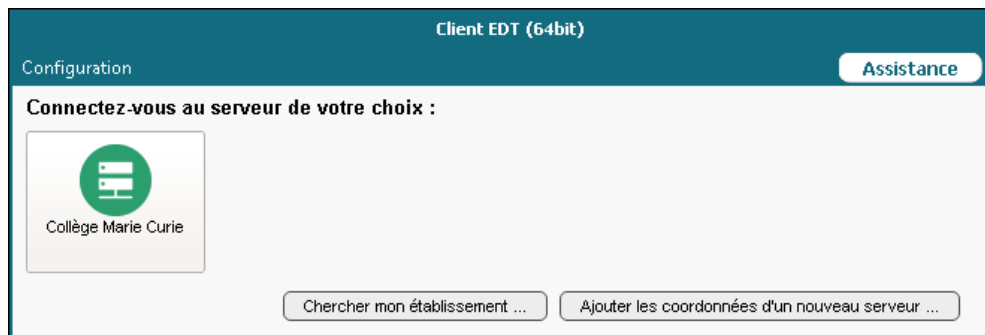 Client EDT (64bit)
Configuration
Assistance
Connectez-vous au serveur de votre choix :
Collège Marie Curie
Chercher mon établissement ...
Ajouter les coordonnées d'un nouveau serveur ...